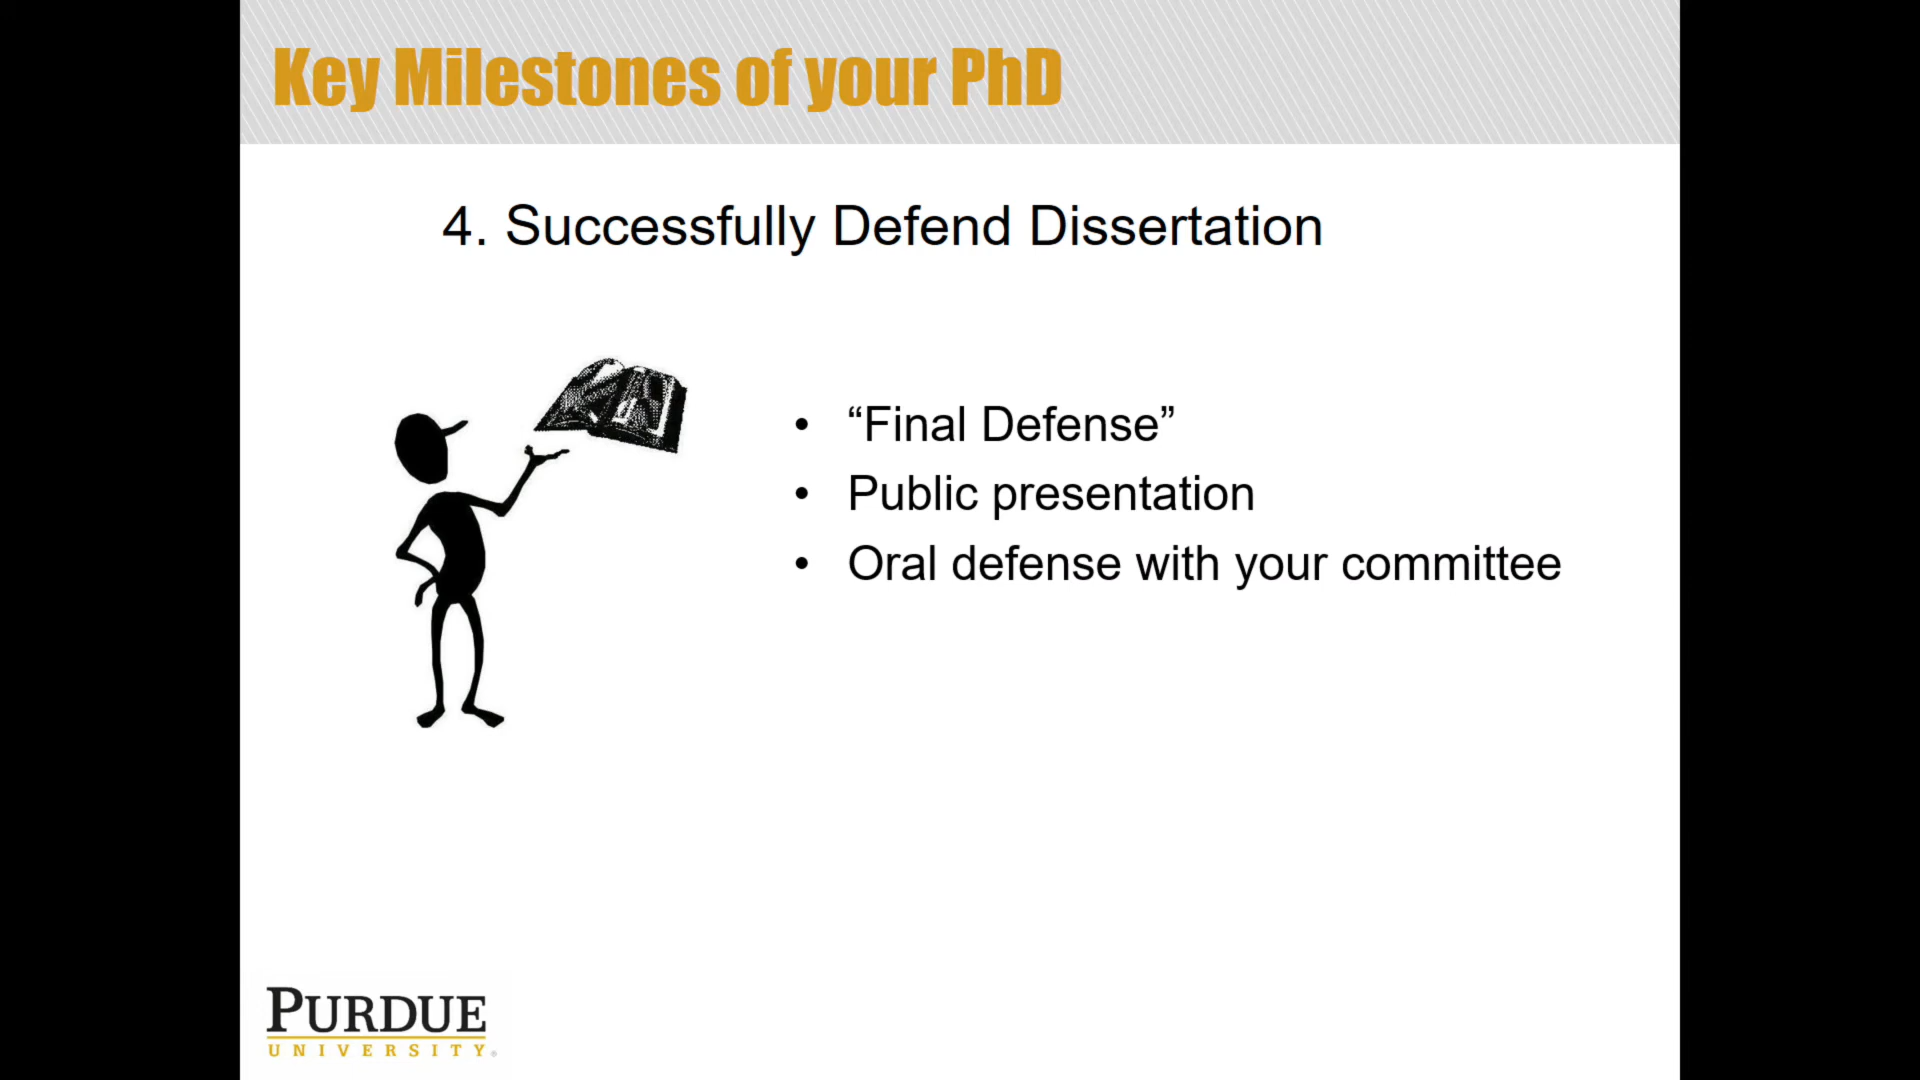 Key Milestones of your PhD
4. Successfully Defend Dissertation
• “Final Defense”
• Public presentation
• Oral defense with your committee
PURDUE
UNIVERSITY®